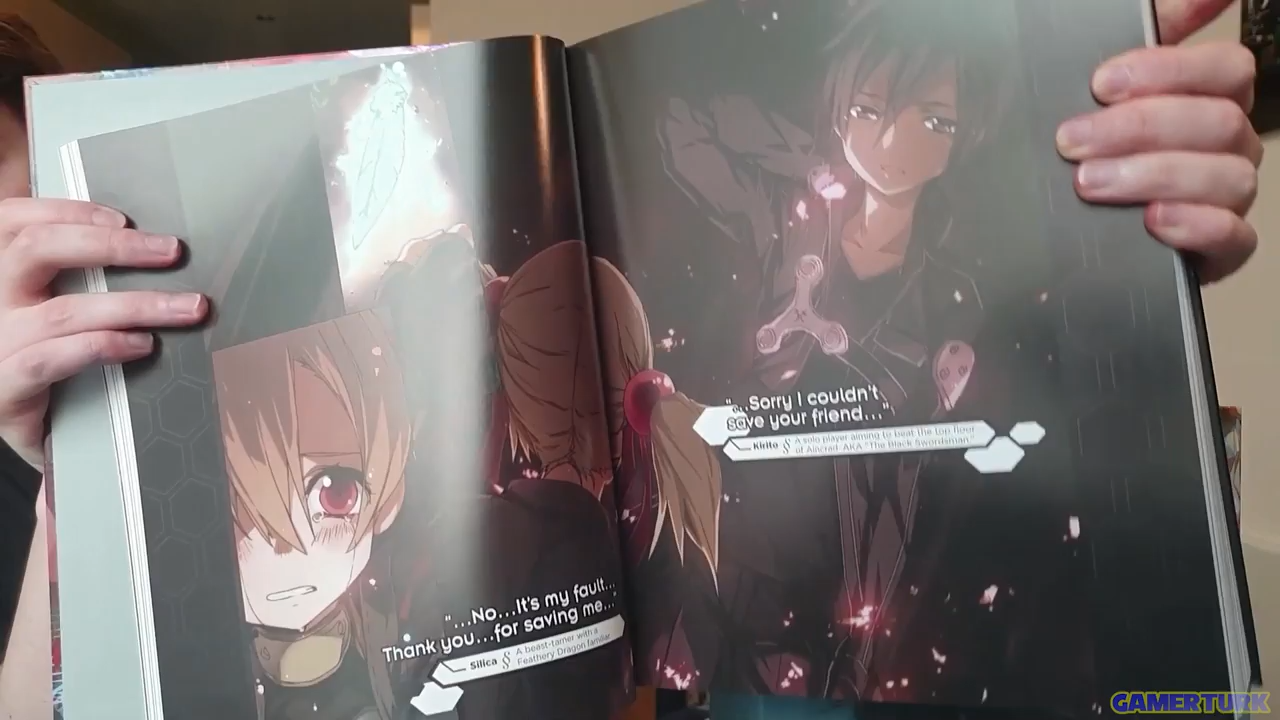 "...No...It's my fault...
Thank you...for saving me..."
Silica § A beast-tamer with a
Feathery Dragon familiar
"...Sorry I couldn't
save your friend..."
Kirito § A solo player aiming to beat the top floor
of Aincrad. AKA "The Black Swordsman."
GAMERTURK